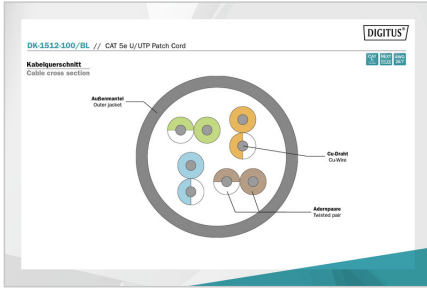 DIGITUS®
DK-1512-100/BL // CAT 5e U/UTP Patch Cord
Kabelquerschnitt
Cable cross section
Außenmantel
Outer jacket
Cu-Draht
Cu-Wire
Adernpaare
Twisted pair